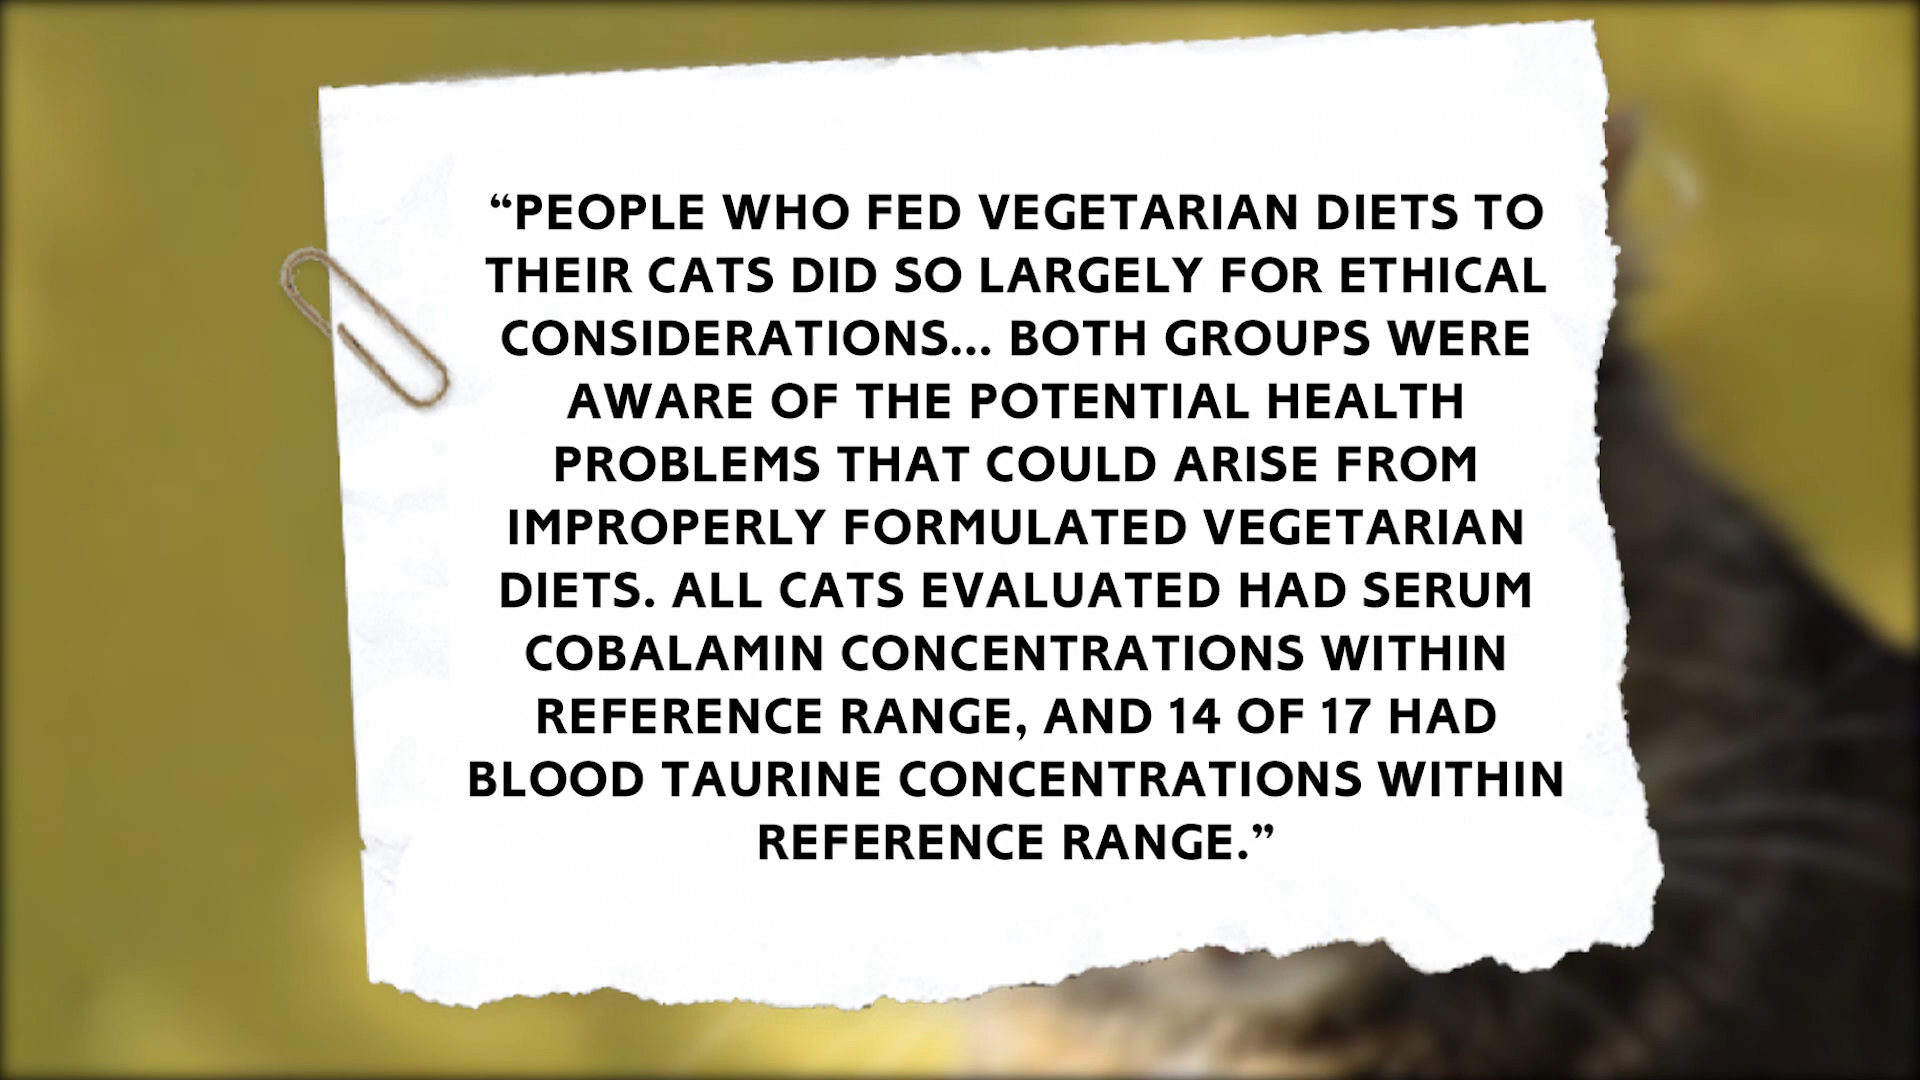 “PEOPLE WHO FED VEGETARIAN DIETS TO
THEIR CATS DID SO LARGELY FOR ETHICAL
CONSIDERATIONS... BOTH GROUPS WERE
AWARE OF THE POTENTIAL HEALTH
PROBLEMS THAT COULD ARISE FROM
IMPROPERLY FORMULATED VEGETARIAN
DIETS. ALL CATS EVALUATED HAD SERUM
COBALAMIN CONCENTRATIONS WITHIN
REFERENCE RANGE, AND 14 OF 17 HAD
BLOOD TAURINE CONCENTRATIONS WITHIN
REFERENCE RANGE.”